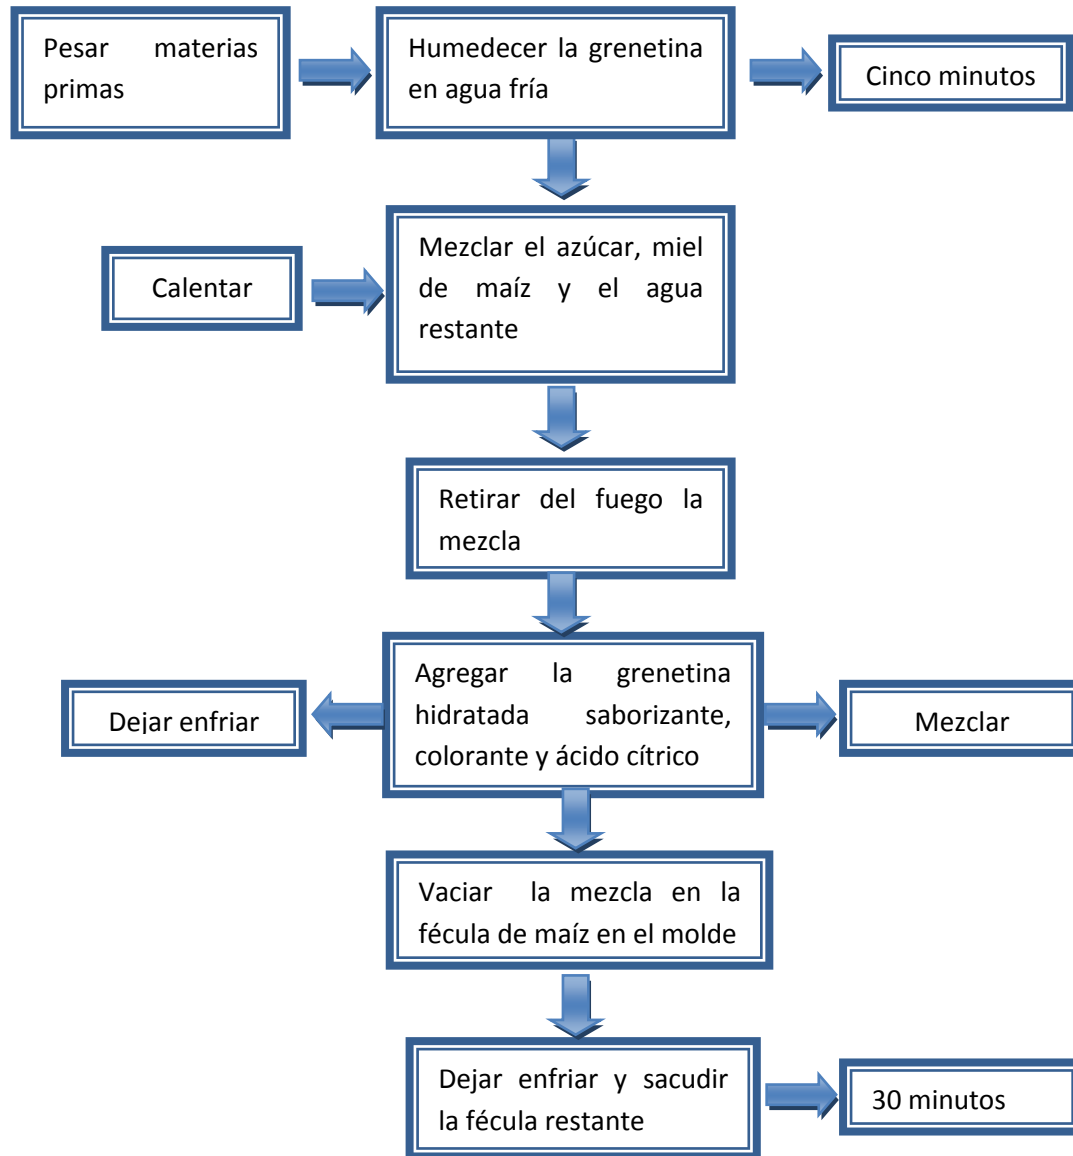 Pesar materias
primas
Humedecer la grenetina
en agua fría
Cinco minutos
Calentar
Mezclar el azúcar, miel
de maíz y el agua
restante
Retirar del fuego la
mezcla
Dejar enfriar
Agregar la grenetina
hidratada saborizante,
colorante y ácido cítrico
Mezclar
Vaciar la mezcla en la
fécula de maíz en el molde
Dejar enfriar y sacudir
la fécula restante
30 minutos